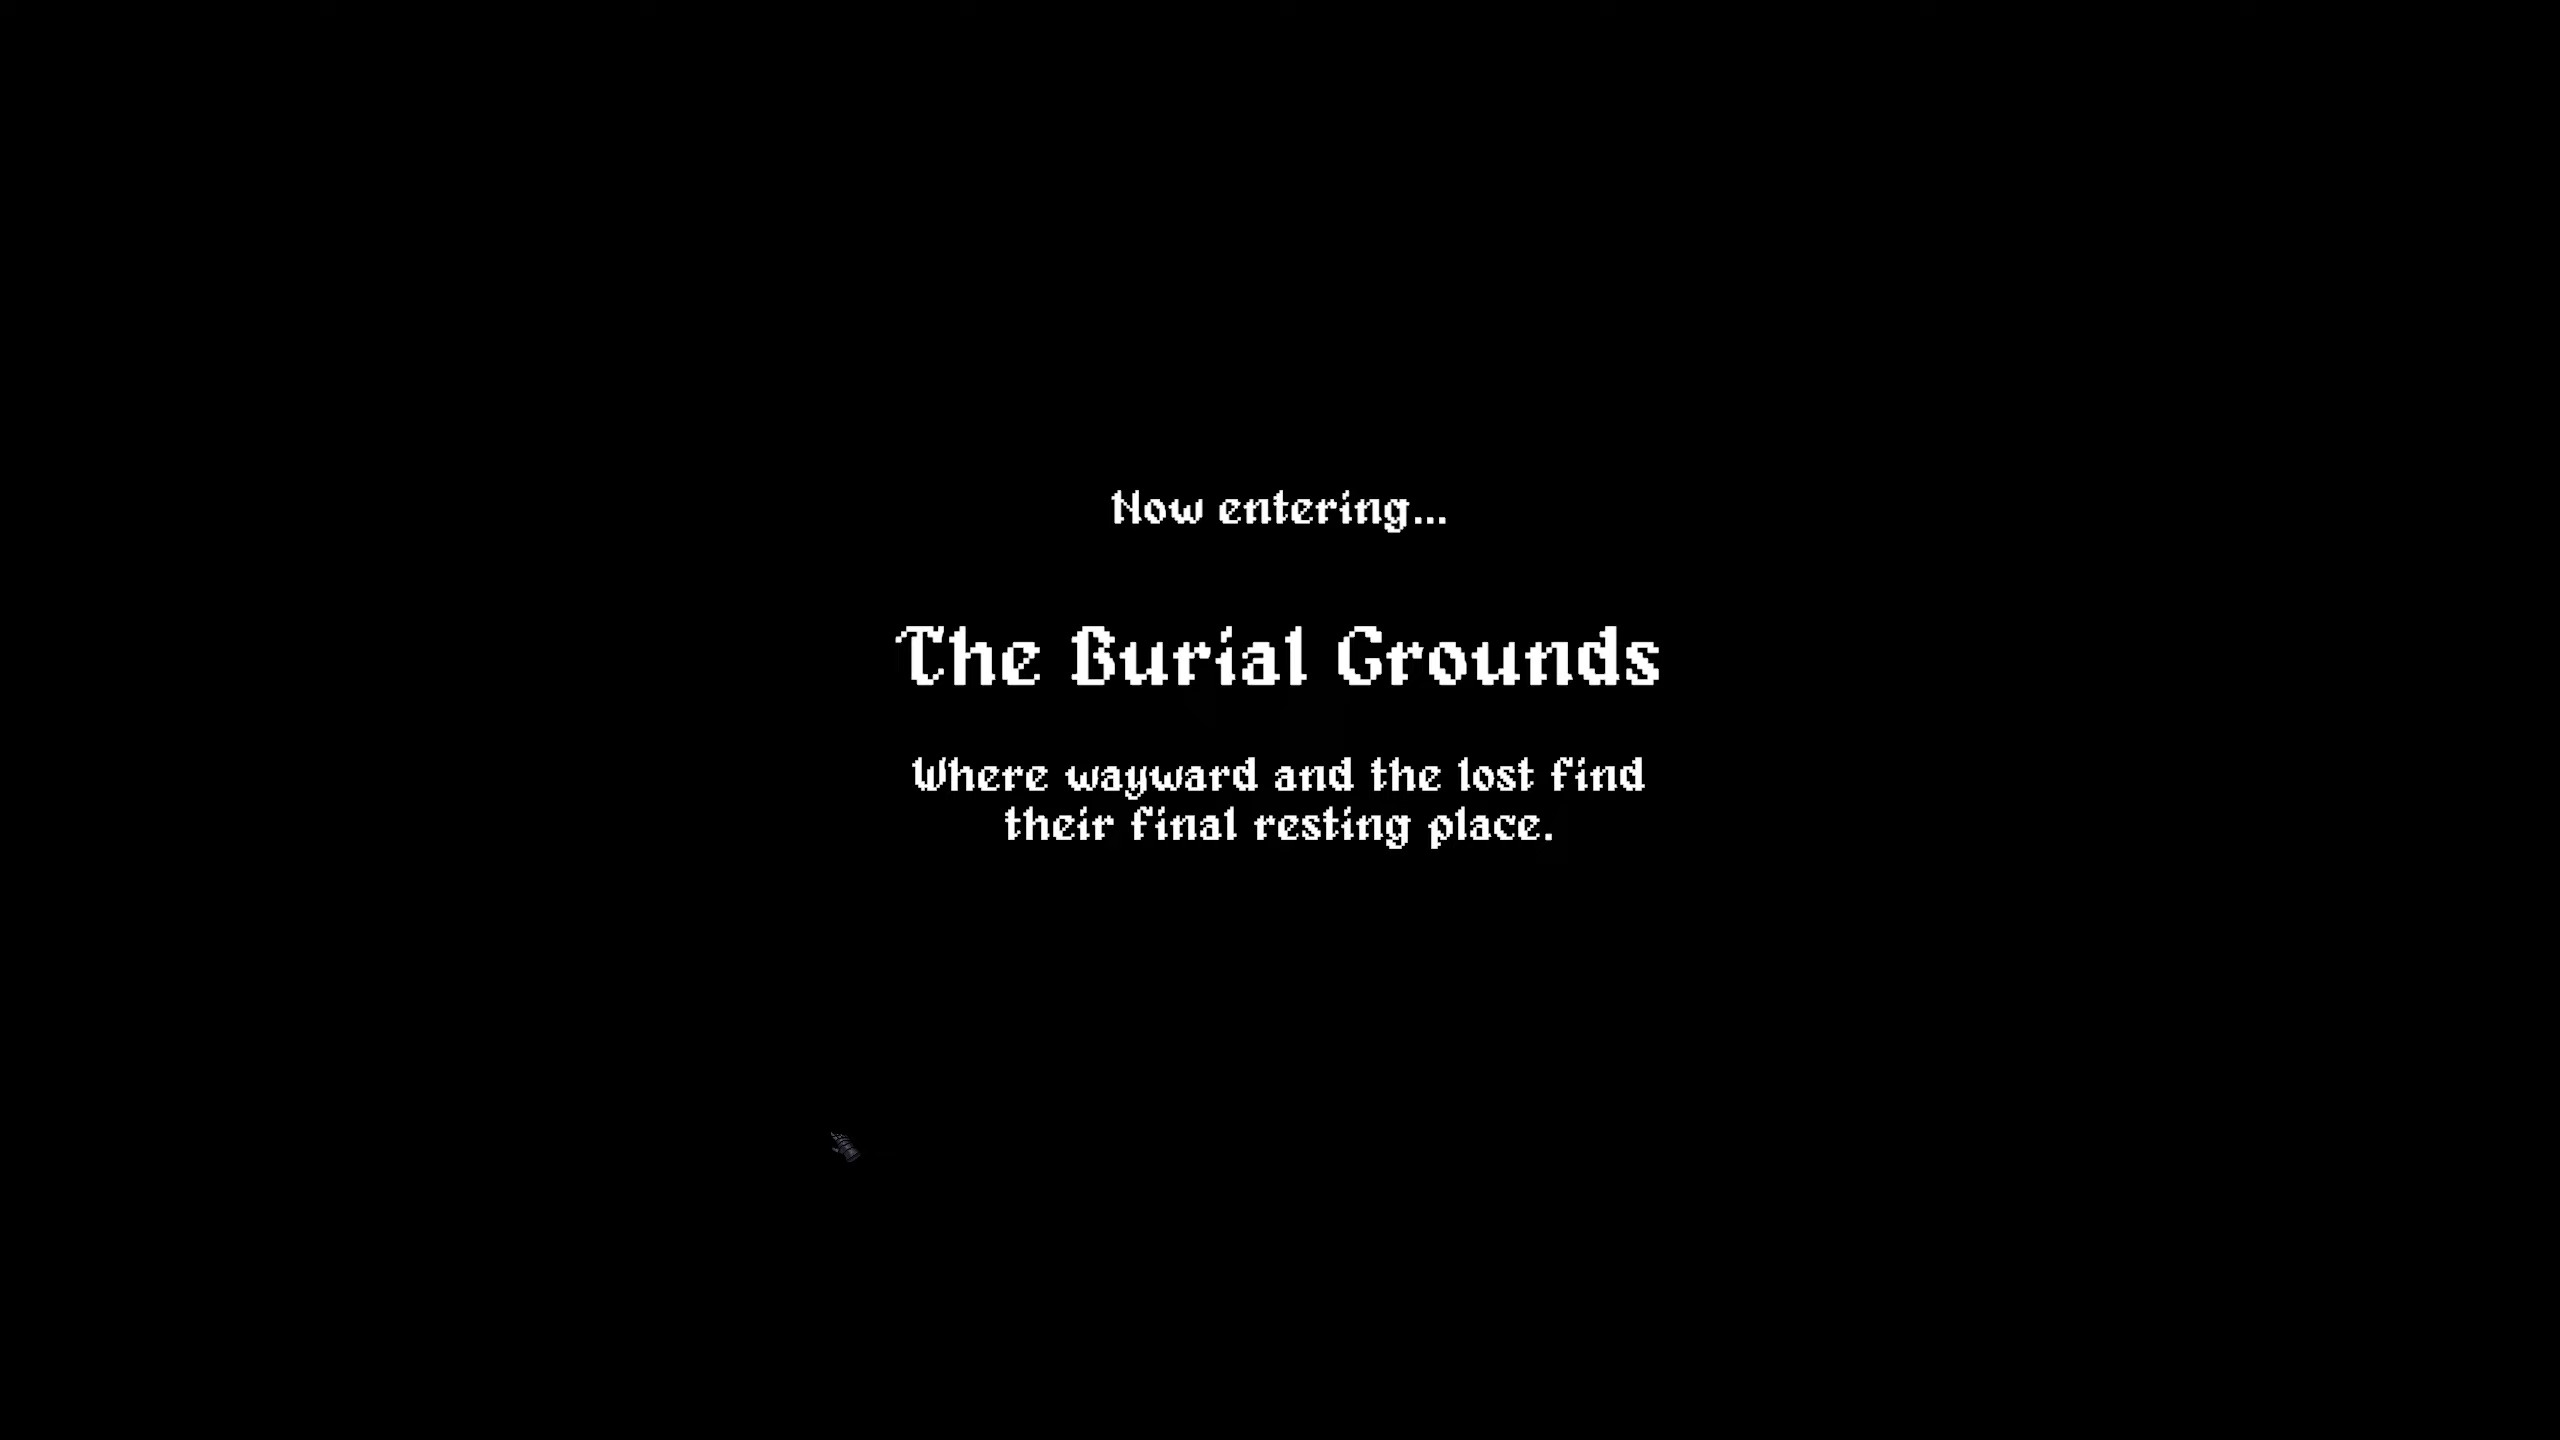 Now entering...
The Burial Grounds
Where wayward and the lost find
their final resting place.